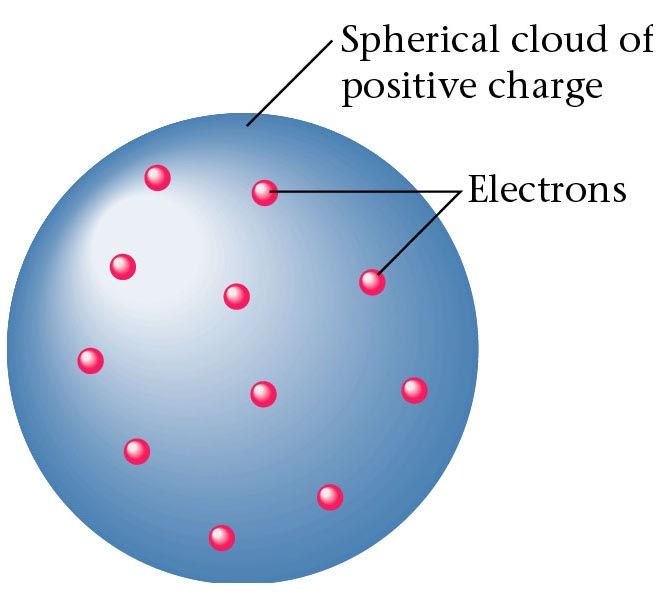 Spherical cloud of
positive charge
Electrons